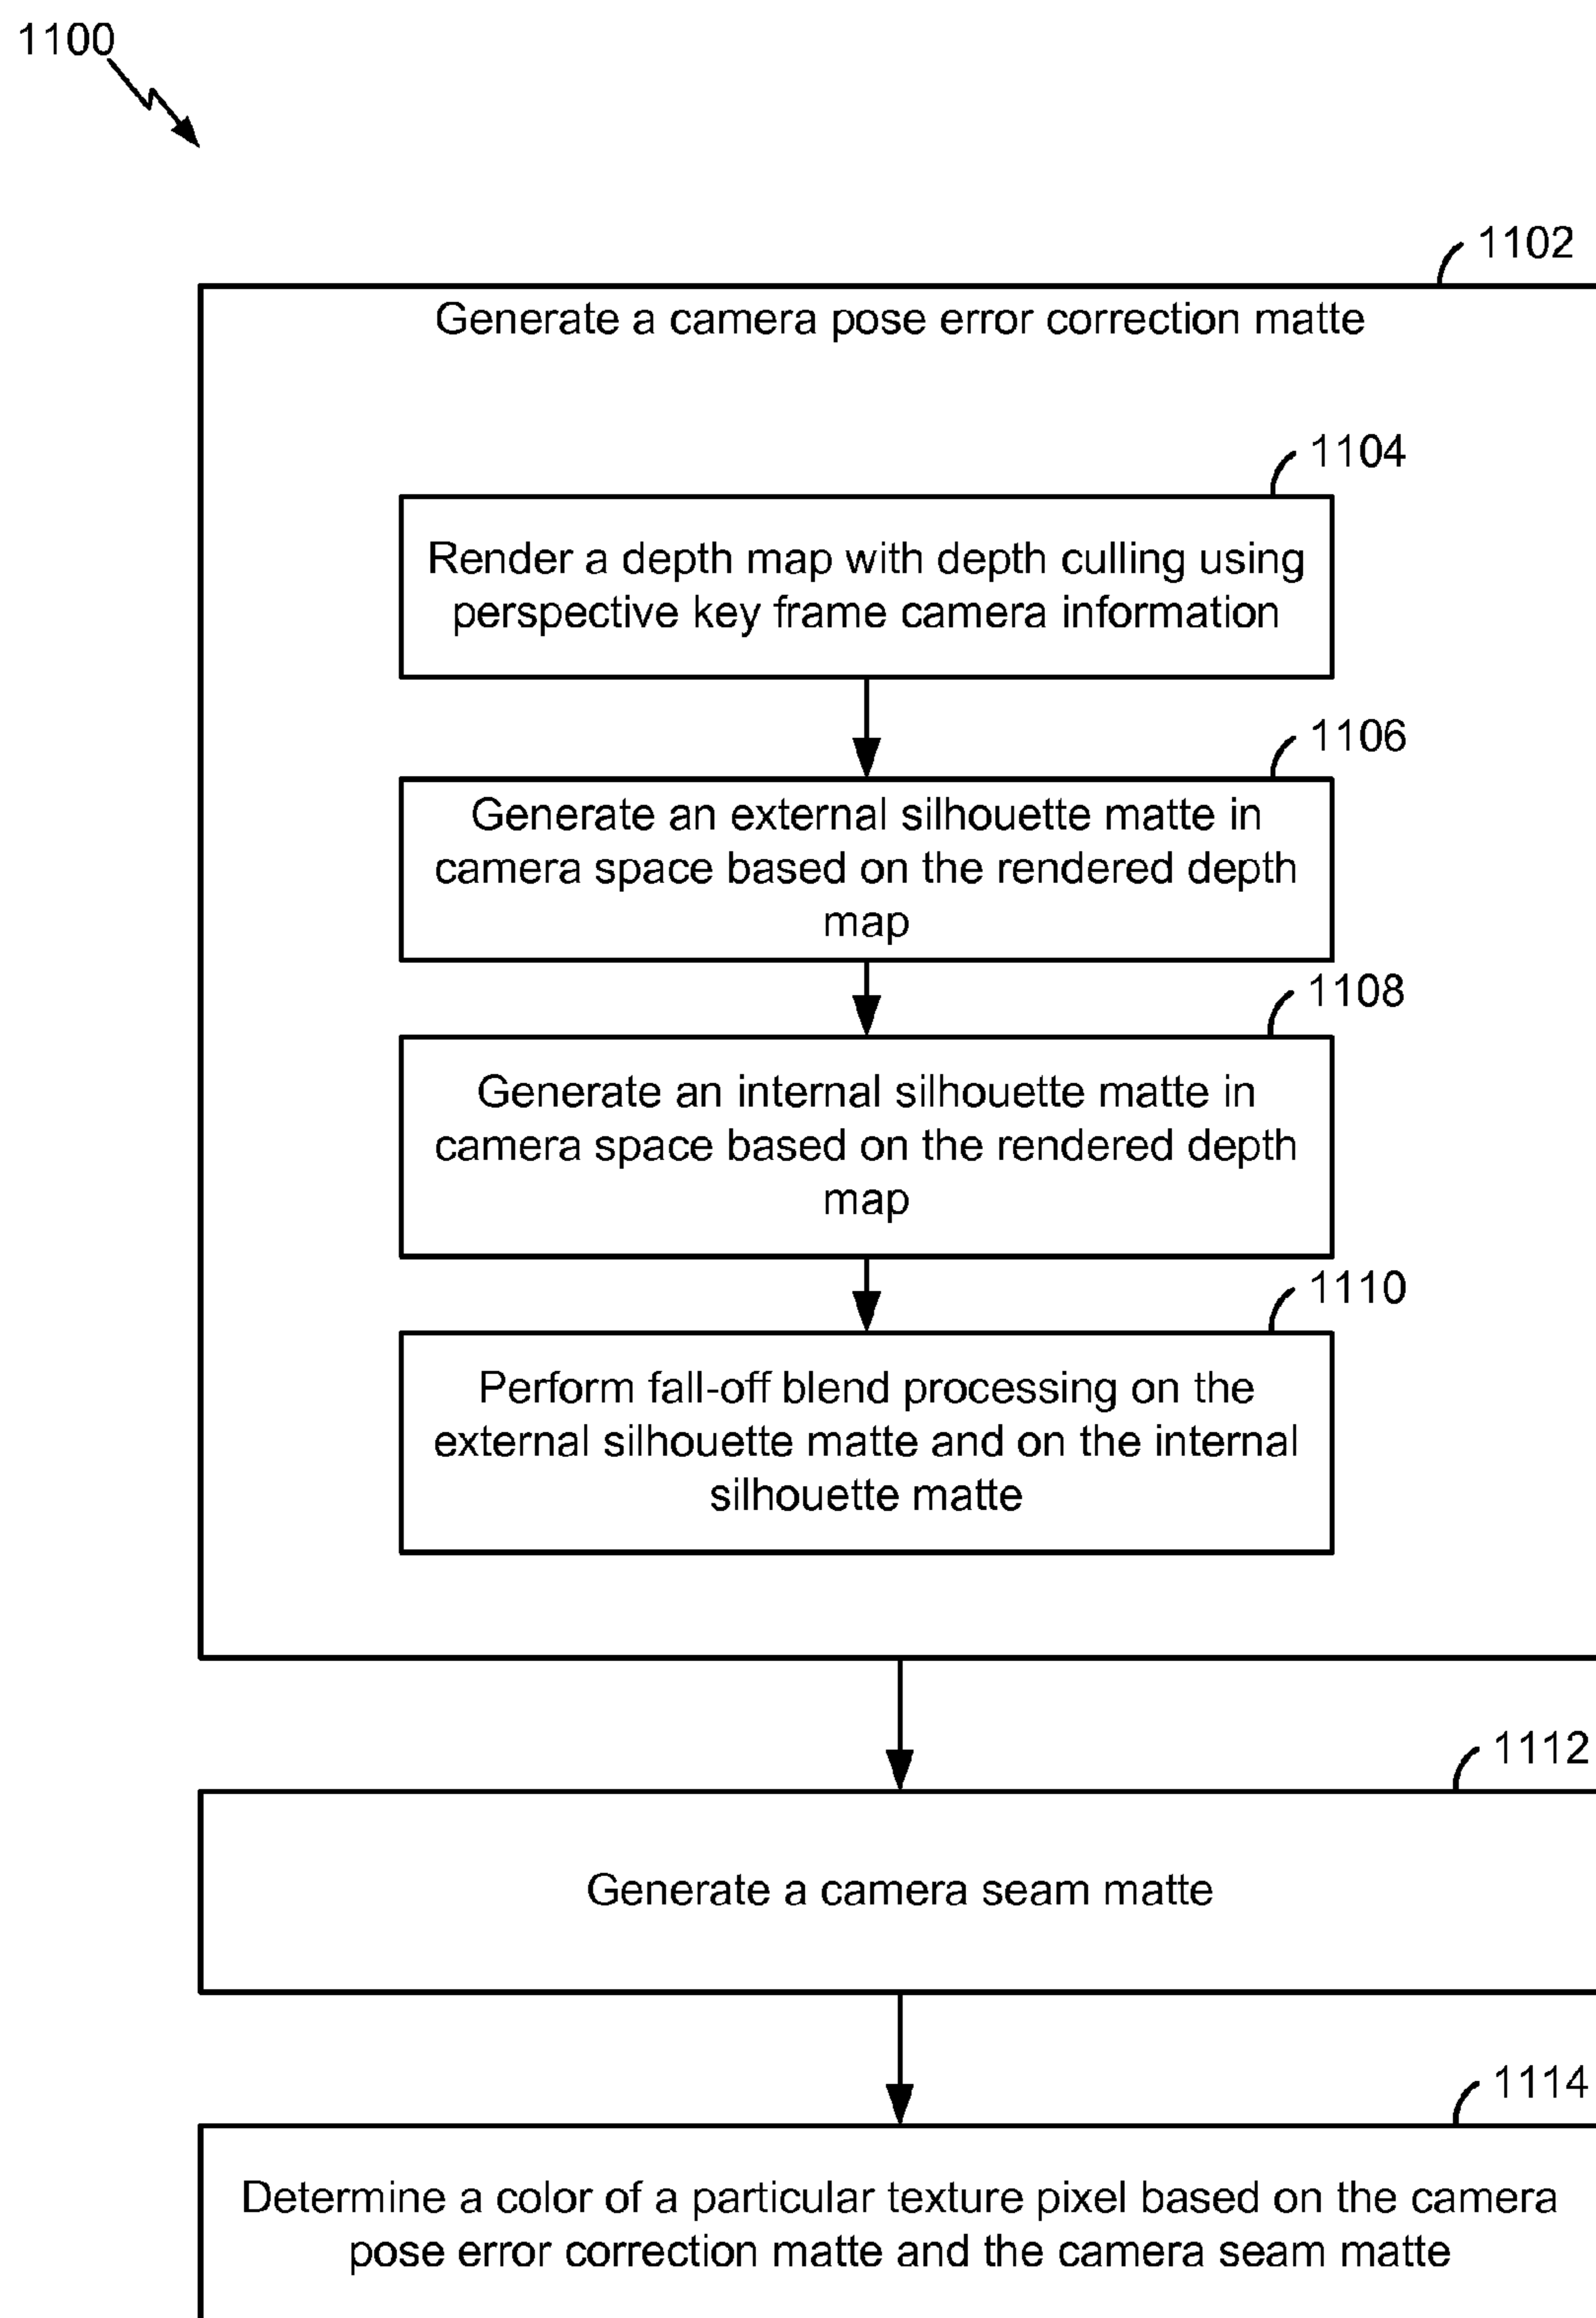 1100
1102
Generate a camera pose error correction matte
1104
Render a depth map with depth culling using
perspective key frame camera information
1106
Generate an external silhouette matte in
camera space based on the rendered depth
map
1108
Generate an internal silhouette matte in
camera space based on the rendered depth
map
1110
Perform fall-off blend processing on the
external silhouette matte and on the internal
silhouette matte
1112
Generate a camera seam matte
1114
Determine a color of a particular texture pixel based on the camera
pose error correction matte and the camera seam matte